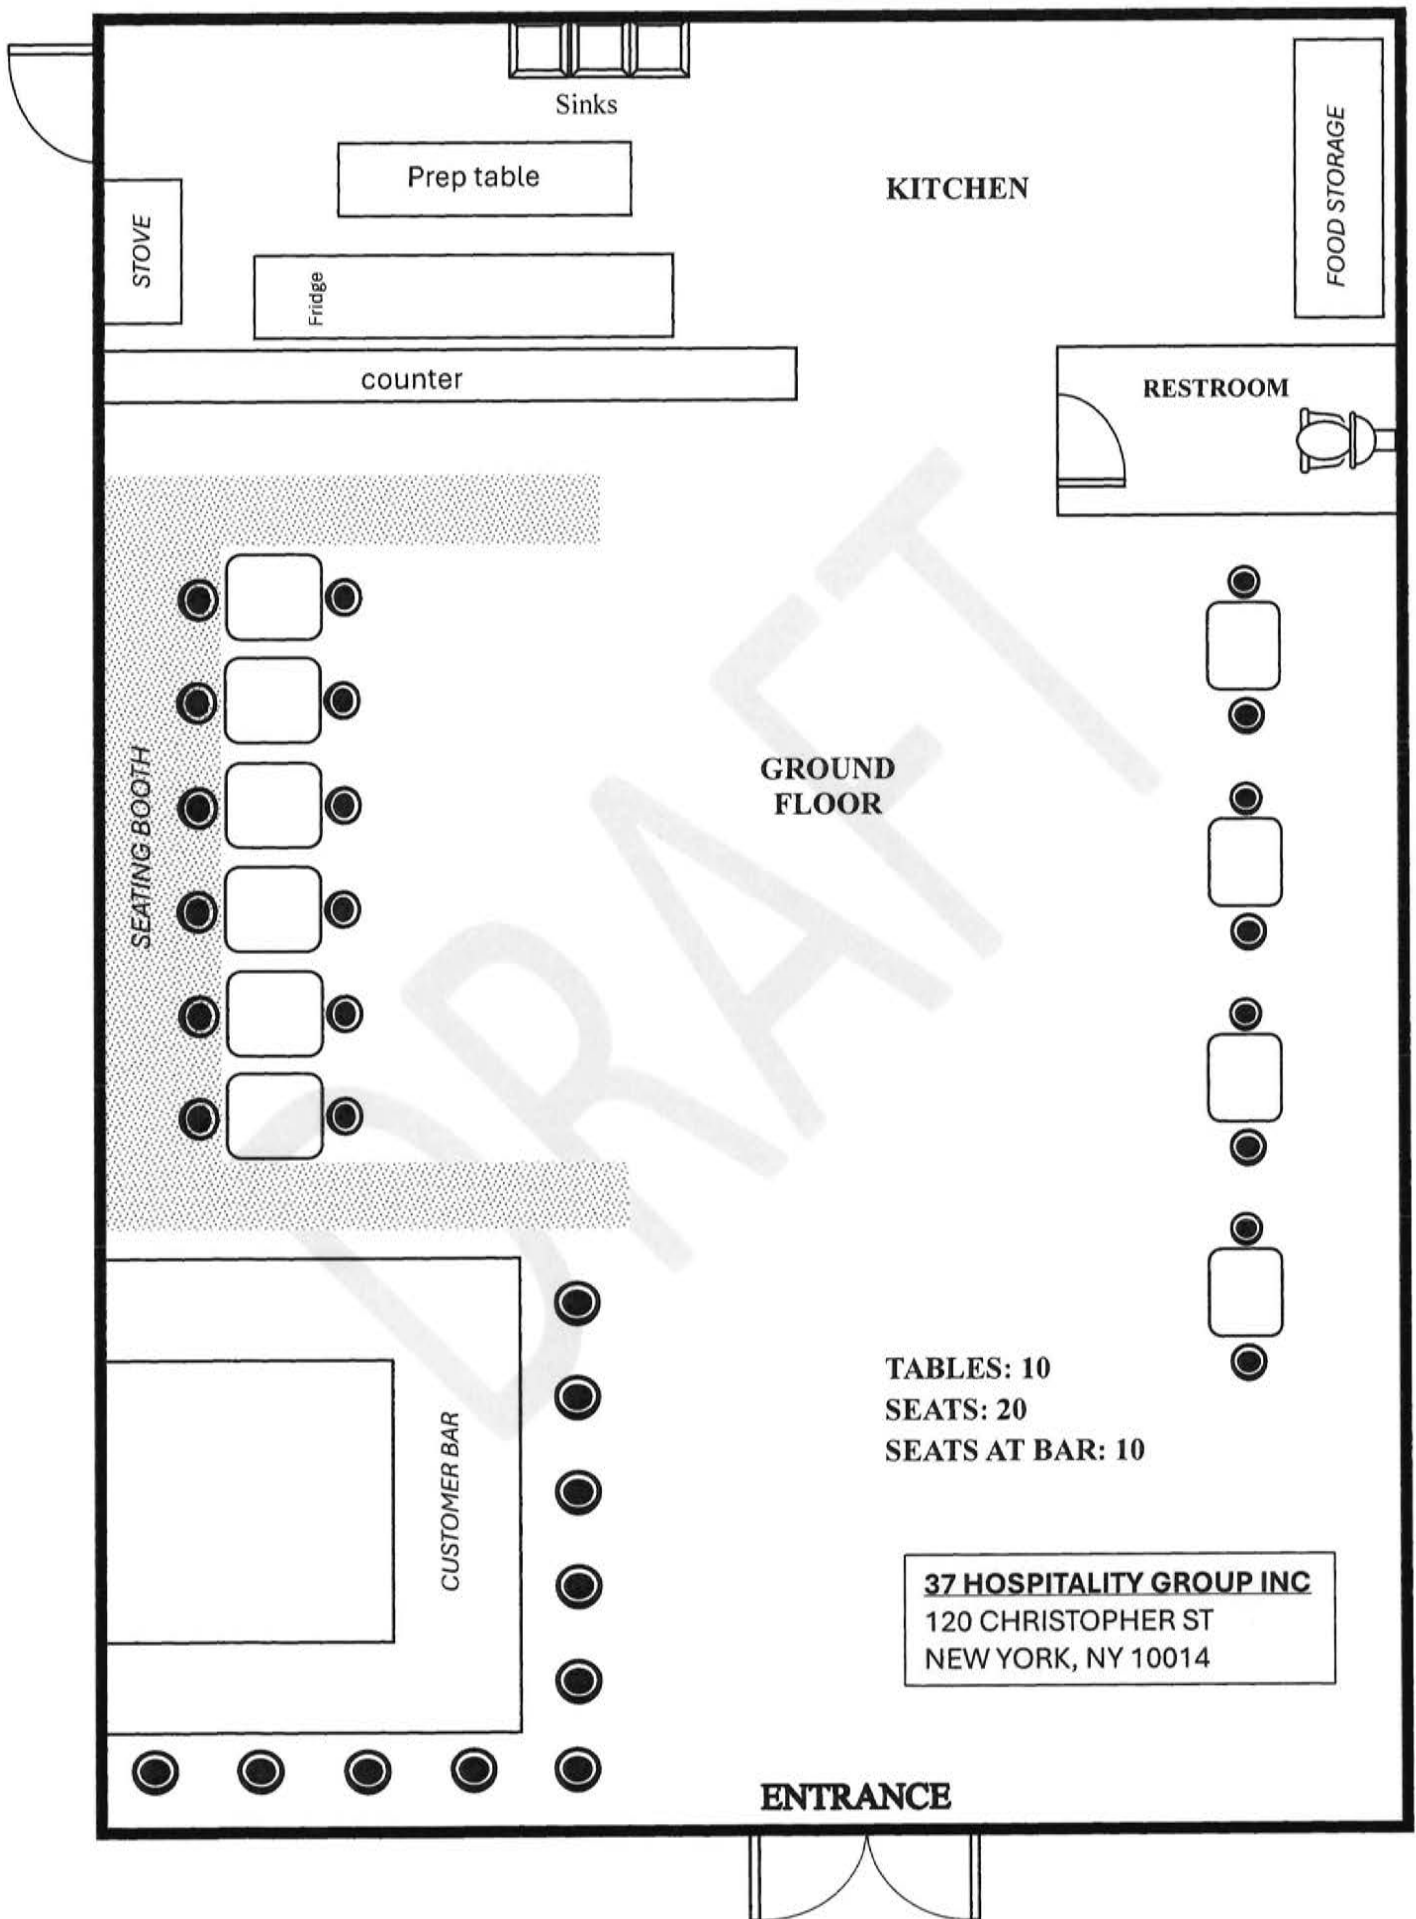 Sinks
Prep table
KITCHEN
FOOD STORAGE
STOVE
Fridge
counter
RESTROOM
SEATING BOOTH
GROUND
FLOOR
DRAFT
TABLES: 10
SEATS: 20
SEATS AT BAR: 10
CUSTOMER BAR
37 HOSPITALITY GROUP INC
120 CHRISTOPHER ST
NEW YORK, NY 10014
ENTRANCE